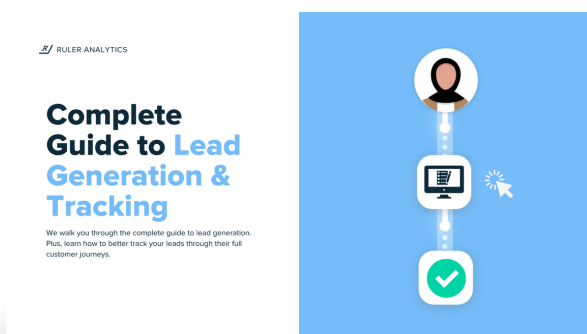 RULER ANALYTICS
Complete
Guide to Lead
Generation &
Tracking
We walk you through the complete guide to lead generation.
Plus, learn how to better track your leads through their full
customer journeys.